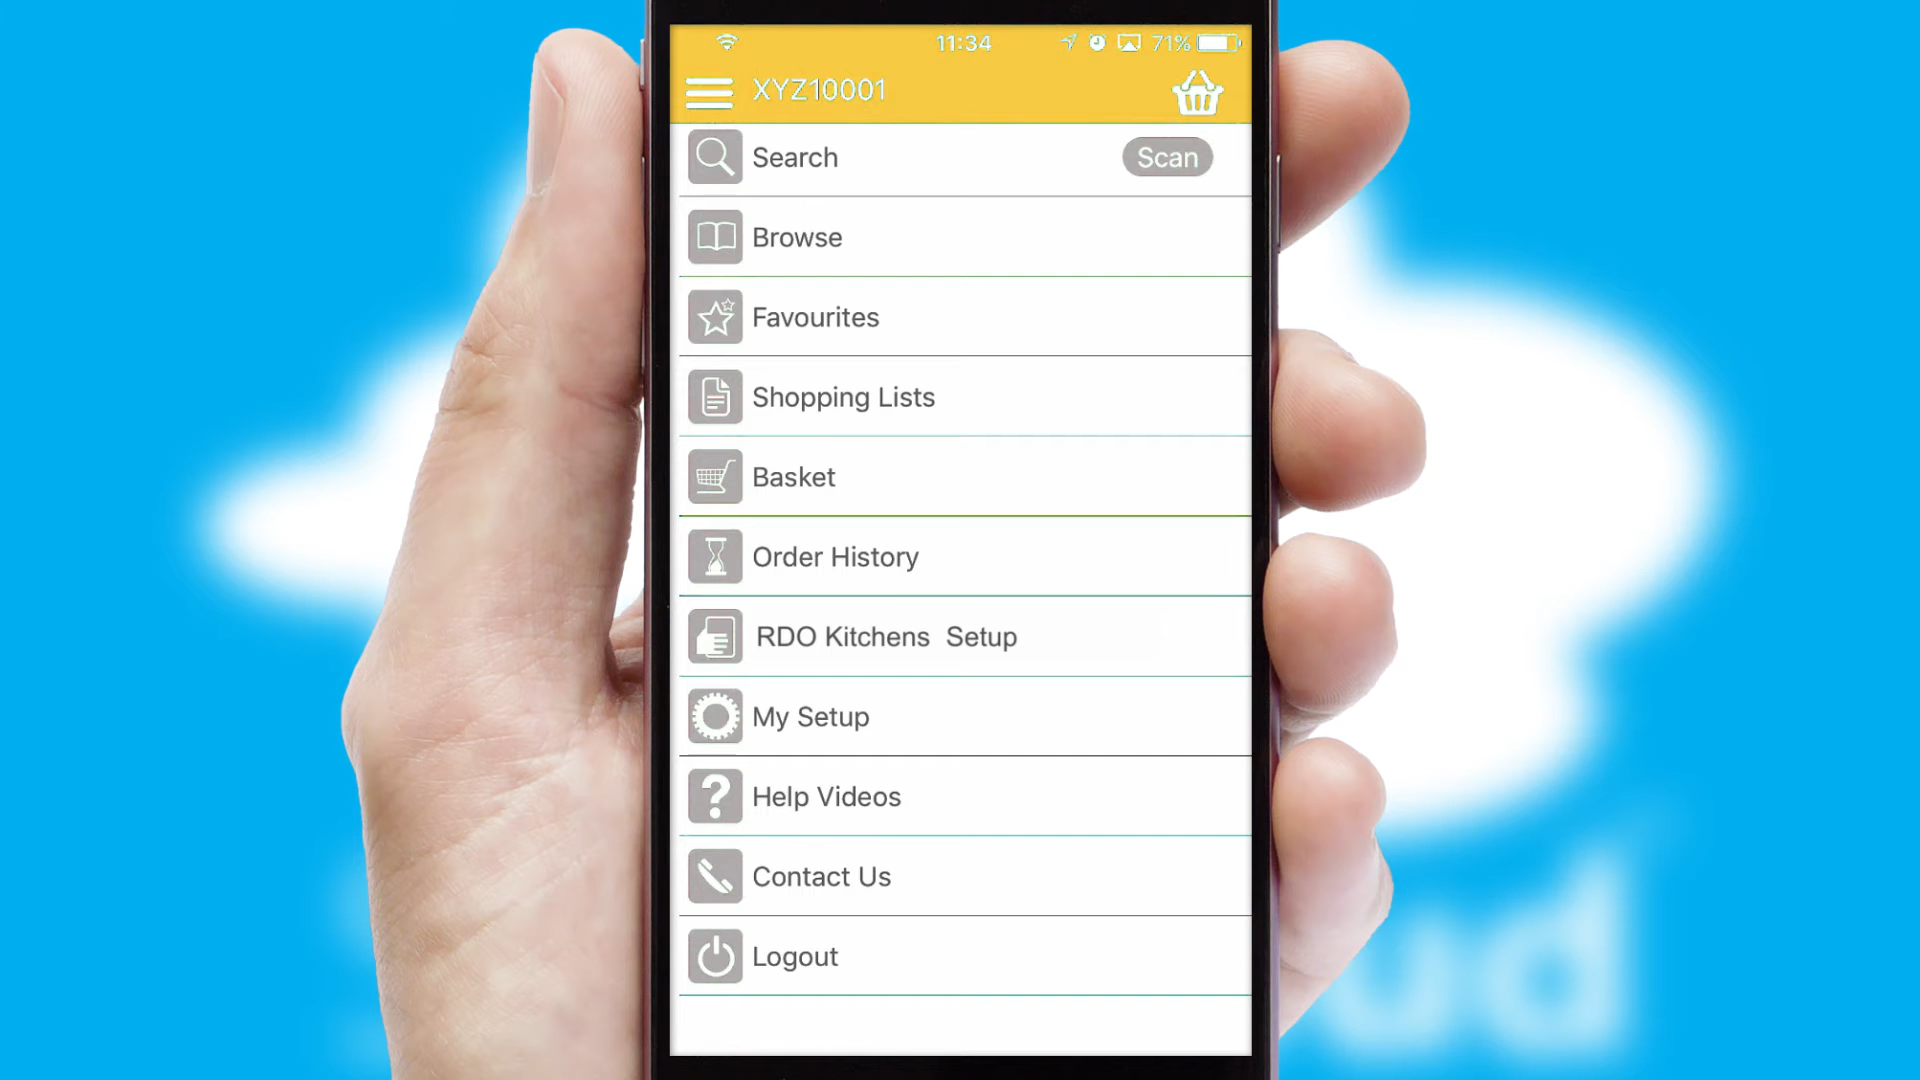 11:34
71%
XYZ10001
Search
Scan
Browse
Favourites
Shopping Lists
Basket
Order History
RDO Kitchens Setup
My Setup
Help Videos
Contact Us
Logout